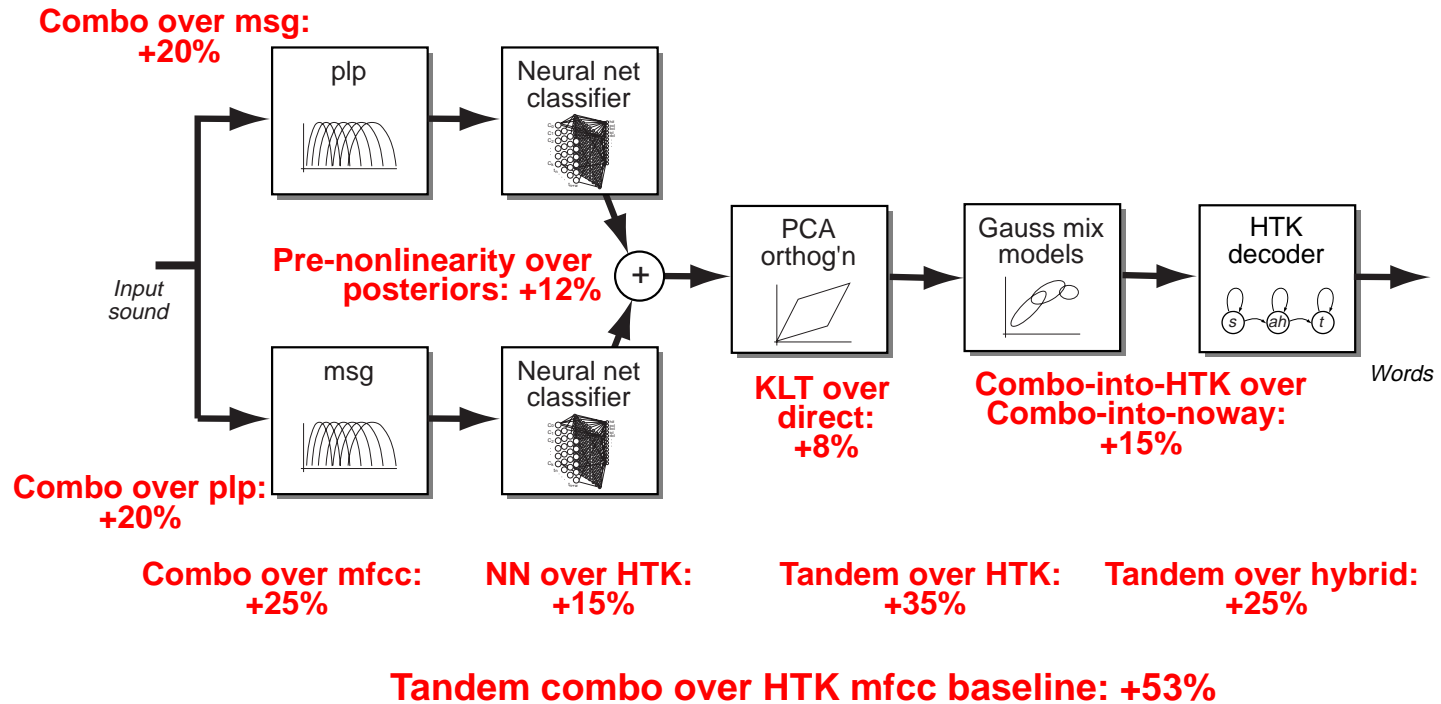 Combo over msg:
+20%
plp
Neural net
classifier
Pre-nonlinearity over
posteriors: +12%
+
Input
sound
PCA
orthog'n
Gauss mix
models
HTK
decoder
s
ah
t
Words
msg
Neural net
classifier
KLT over
direct:
+8%
Combo-into-HTK over
Combo-into-noway:
+15%
Combo over plp:
+20%
Combo over mfcc:
+25%
NN over HTK:
+15%
Tandem over HTK:
+35%
Tandem over hybrid:
+25%
Tandem combo over HTK mfcc baseline: +53%